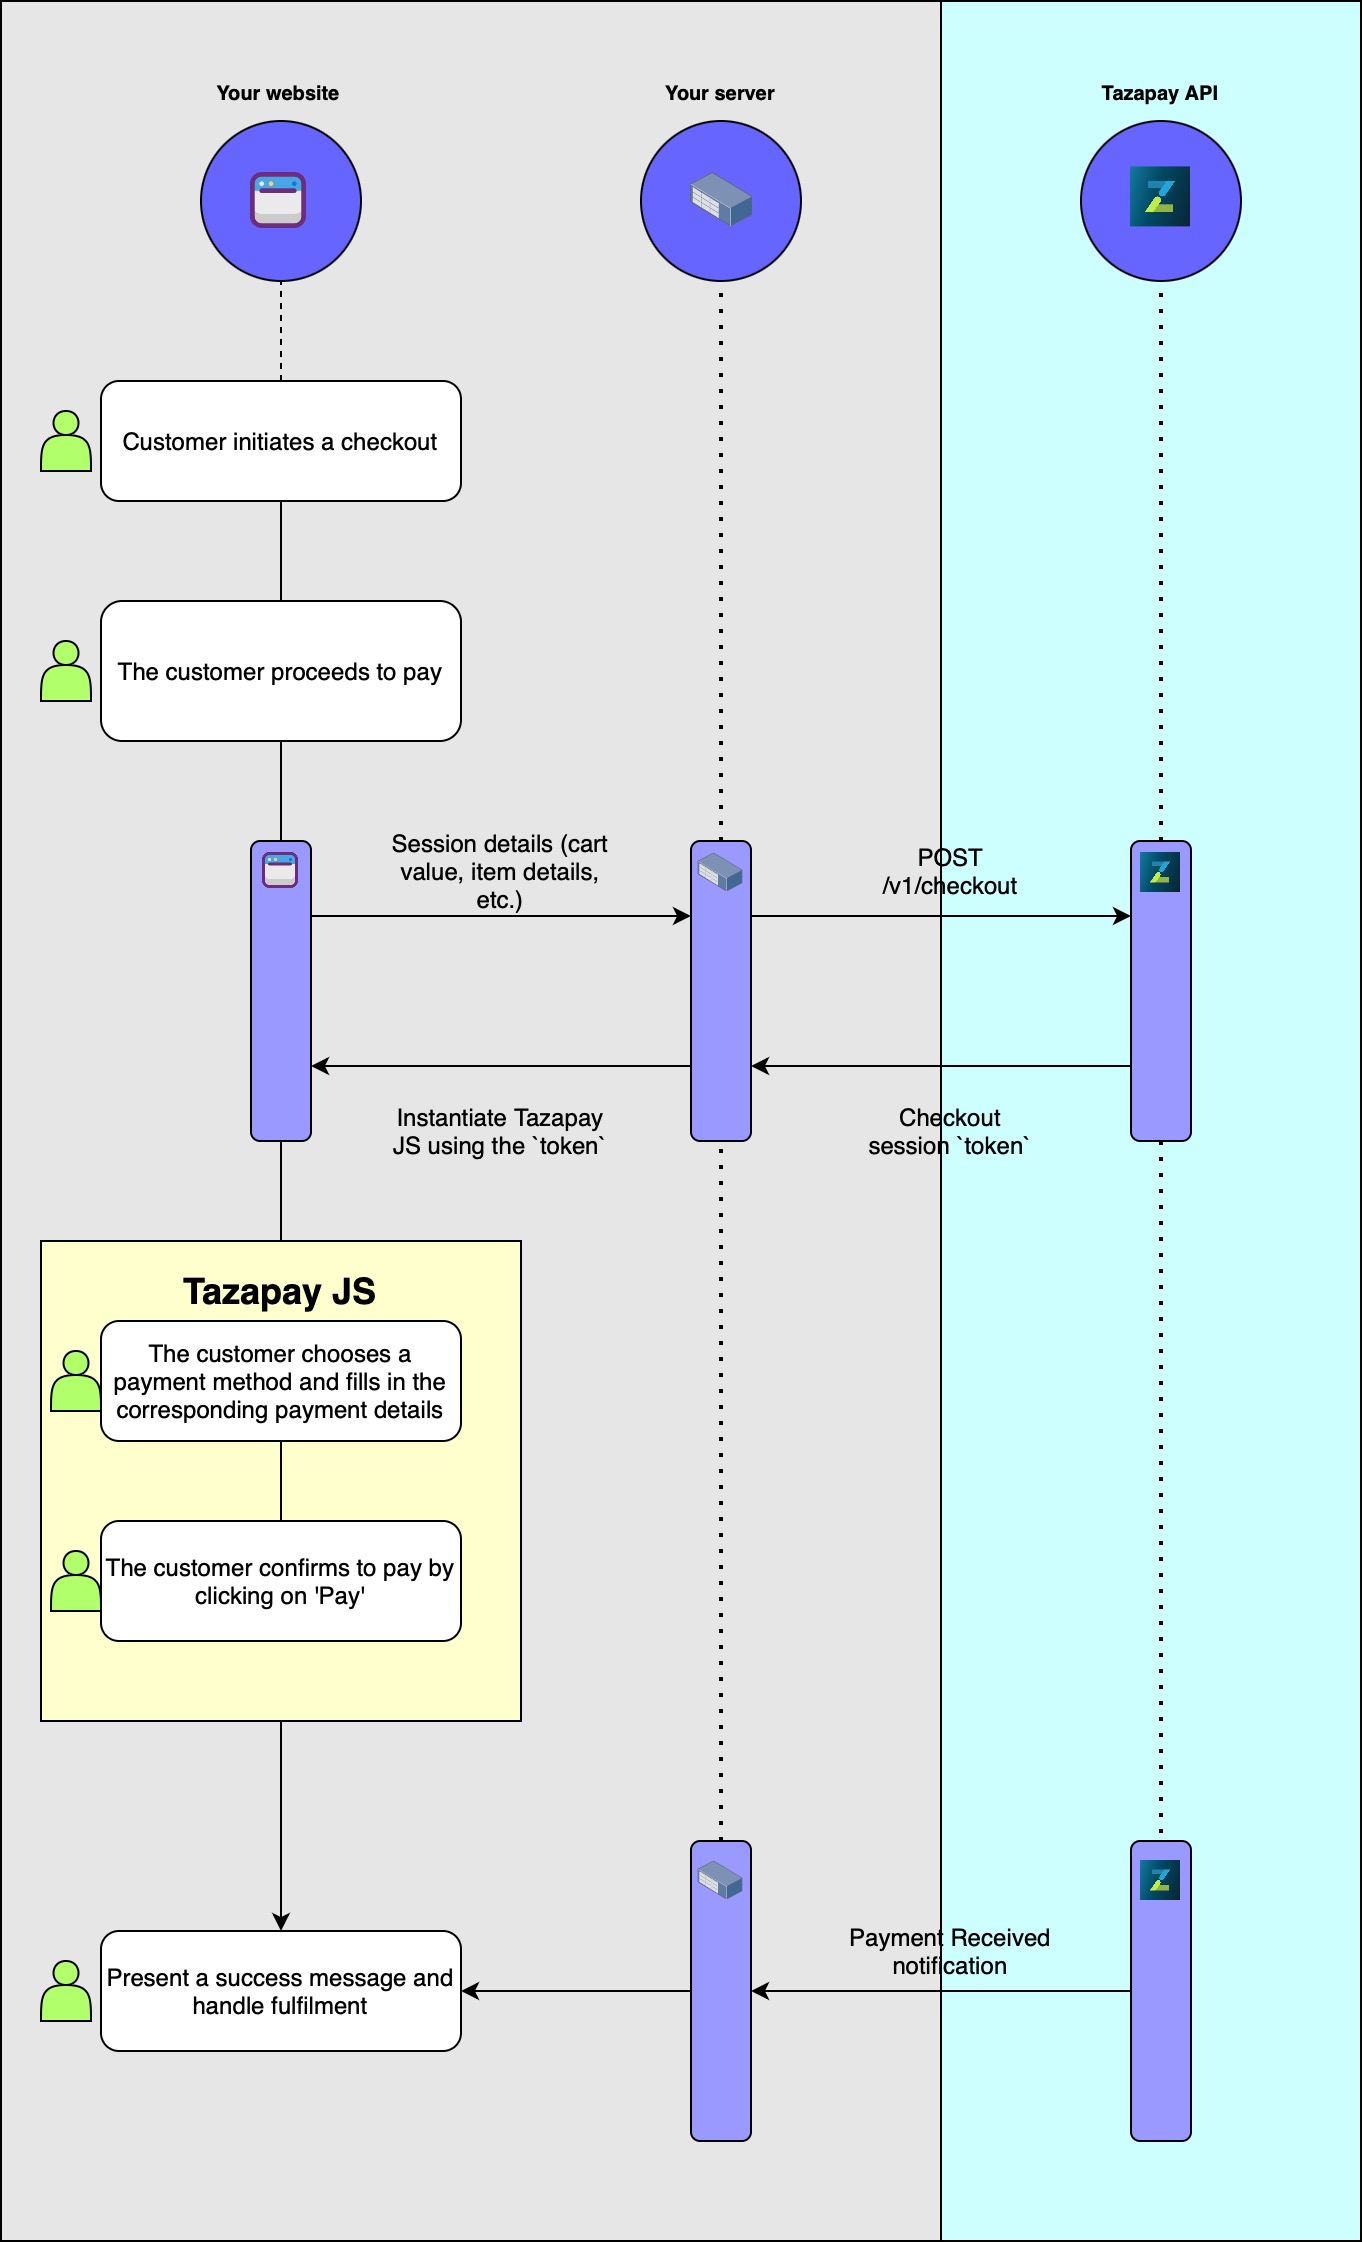 Your website
Your server
Tazapay API
Customer initiates a checkout
The customer proceeds to pay
Session details (cart
value, item details,
etc.)
POST
/v1/checkout
Instantiate Tazapay
JS using the `token`
Checkout
session `token`
Tazapay JS
The customer chooses a
payment method and fills in the
corresponding payment details
The customer confirms to pay by
clicking on 'Pay'
Payment Received
notification
Present a success message and
handle fulfilment